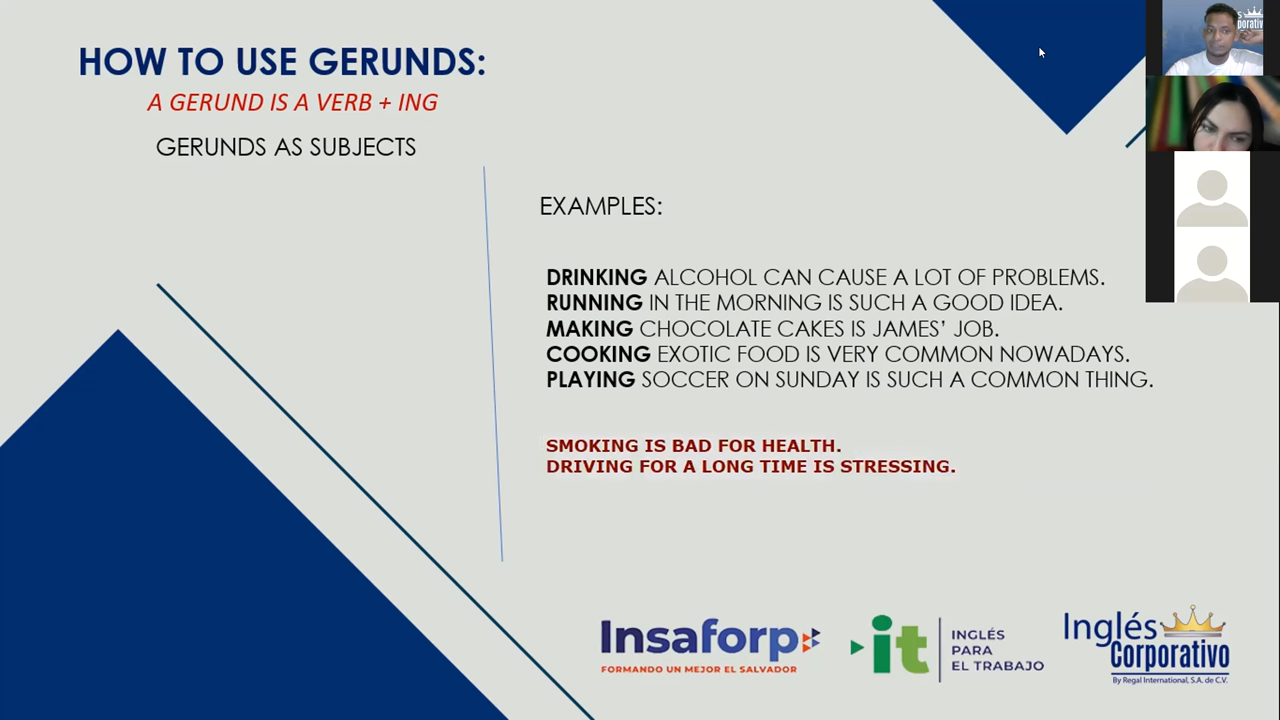 HOW TO USE GERUNDS:
A GERUND IS A VERB + ING
GERUNDS AS SUBJECTS
EXAMPLES:
DRINKING ALCOHOL CAN CAUSE A LOT OF PROBLEMS.
RUNNING IN THE MORNING IS SUCH A GOOD IDEA.
MAKING CHOCOLATE CAKES IS JAMES' JOB.
COOKING EXOTIC FOOD IS VERY COMMON NOWADAYS.
PLAYING SOCCER ON SUNDAY IS SUCH A COMMON THING.
SMOKING IS BAD FOR HEALTH.
DRIVING FOR A LONG TIME IS STRESSING.
Insaforp
FORMANDO UN MEJOR EL SALVADOR
it
INGLÉS
PARA
EL TRABAJO
Inglés
Corporativo
By Regal International, S.A. de C.V.